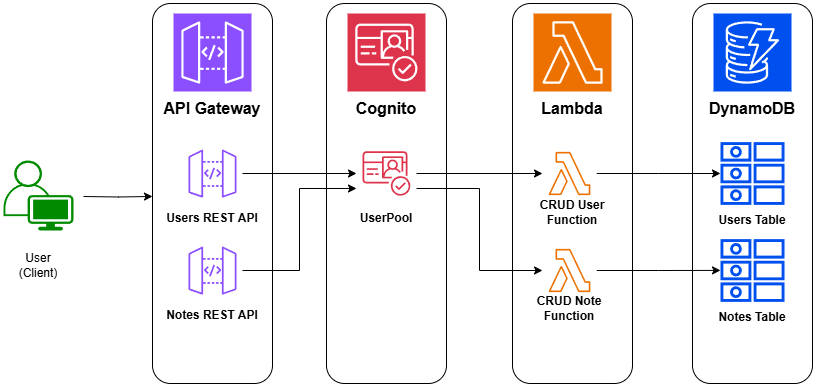 API Gateway
Cognito
Lambda
DynamoDB
Users REST API
UserPool
CRUD User
Function
Users Table
User
(Client)
Notes REST API
CRUD Note
Function
Notes Table